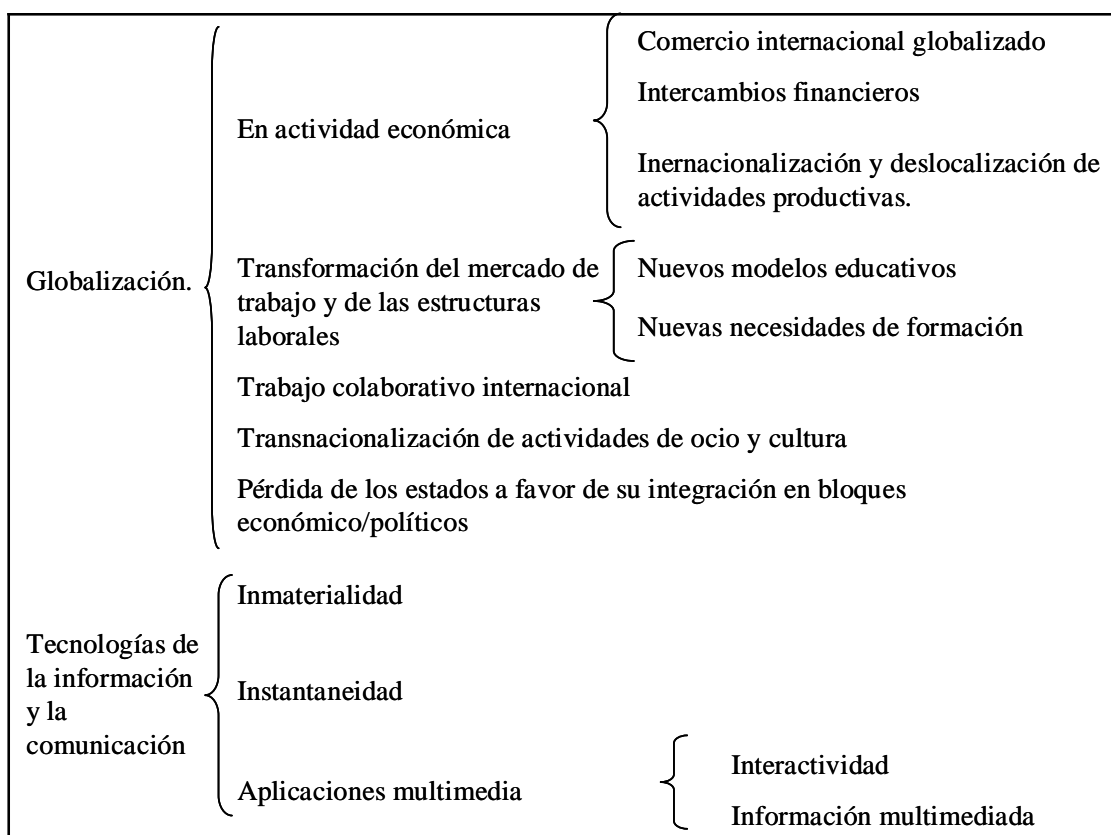 Globalización.
En actividad económica
Comercio internacional globalizado
Intercambios financieros
Inernacionalización y deslocalización de
actividades productivas.
Transformación del mercado de
trabajo y de las estructuras
laborales
Nuevos modelos educativos
Nuevas necesidades de formación
Trabajo colaborativo internacional
Transnacionalización de actividades de ocio y cultura
Pérdida de los estados a favor de su integración en bloques
económico/políticos
Tecnologías de
la información
y la
comunicación
Inmaterialidad
Instantaneidad
Aplicaciones multimedia
Interactividad
Información multimediada